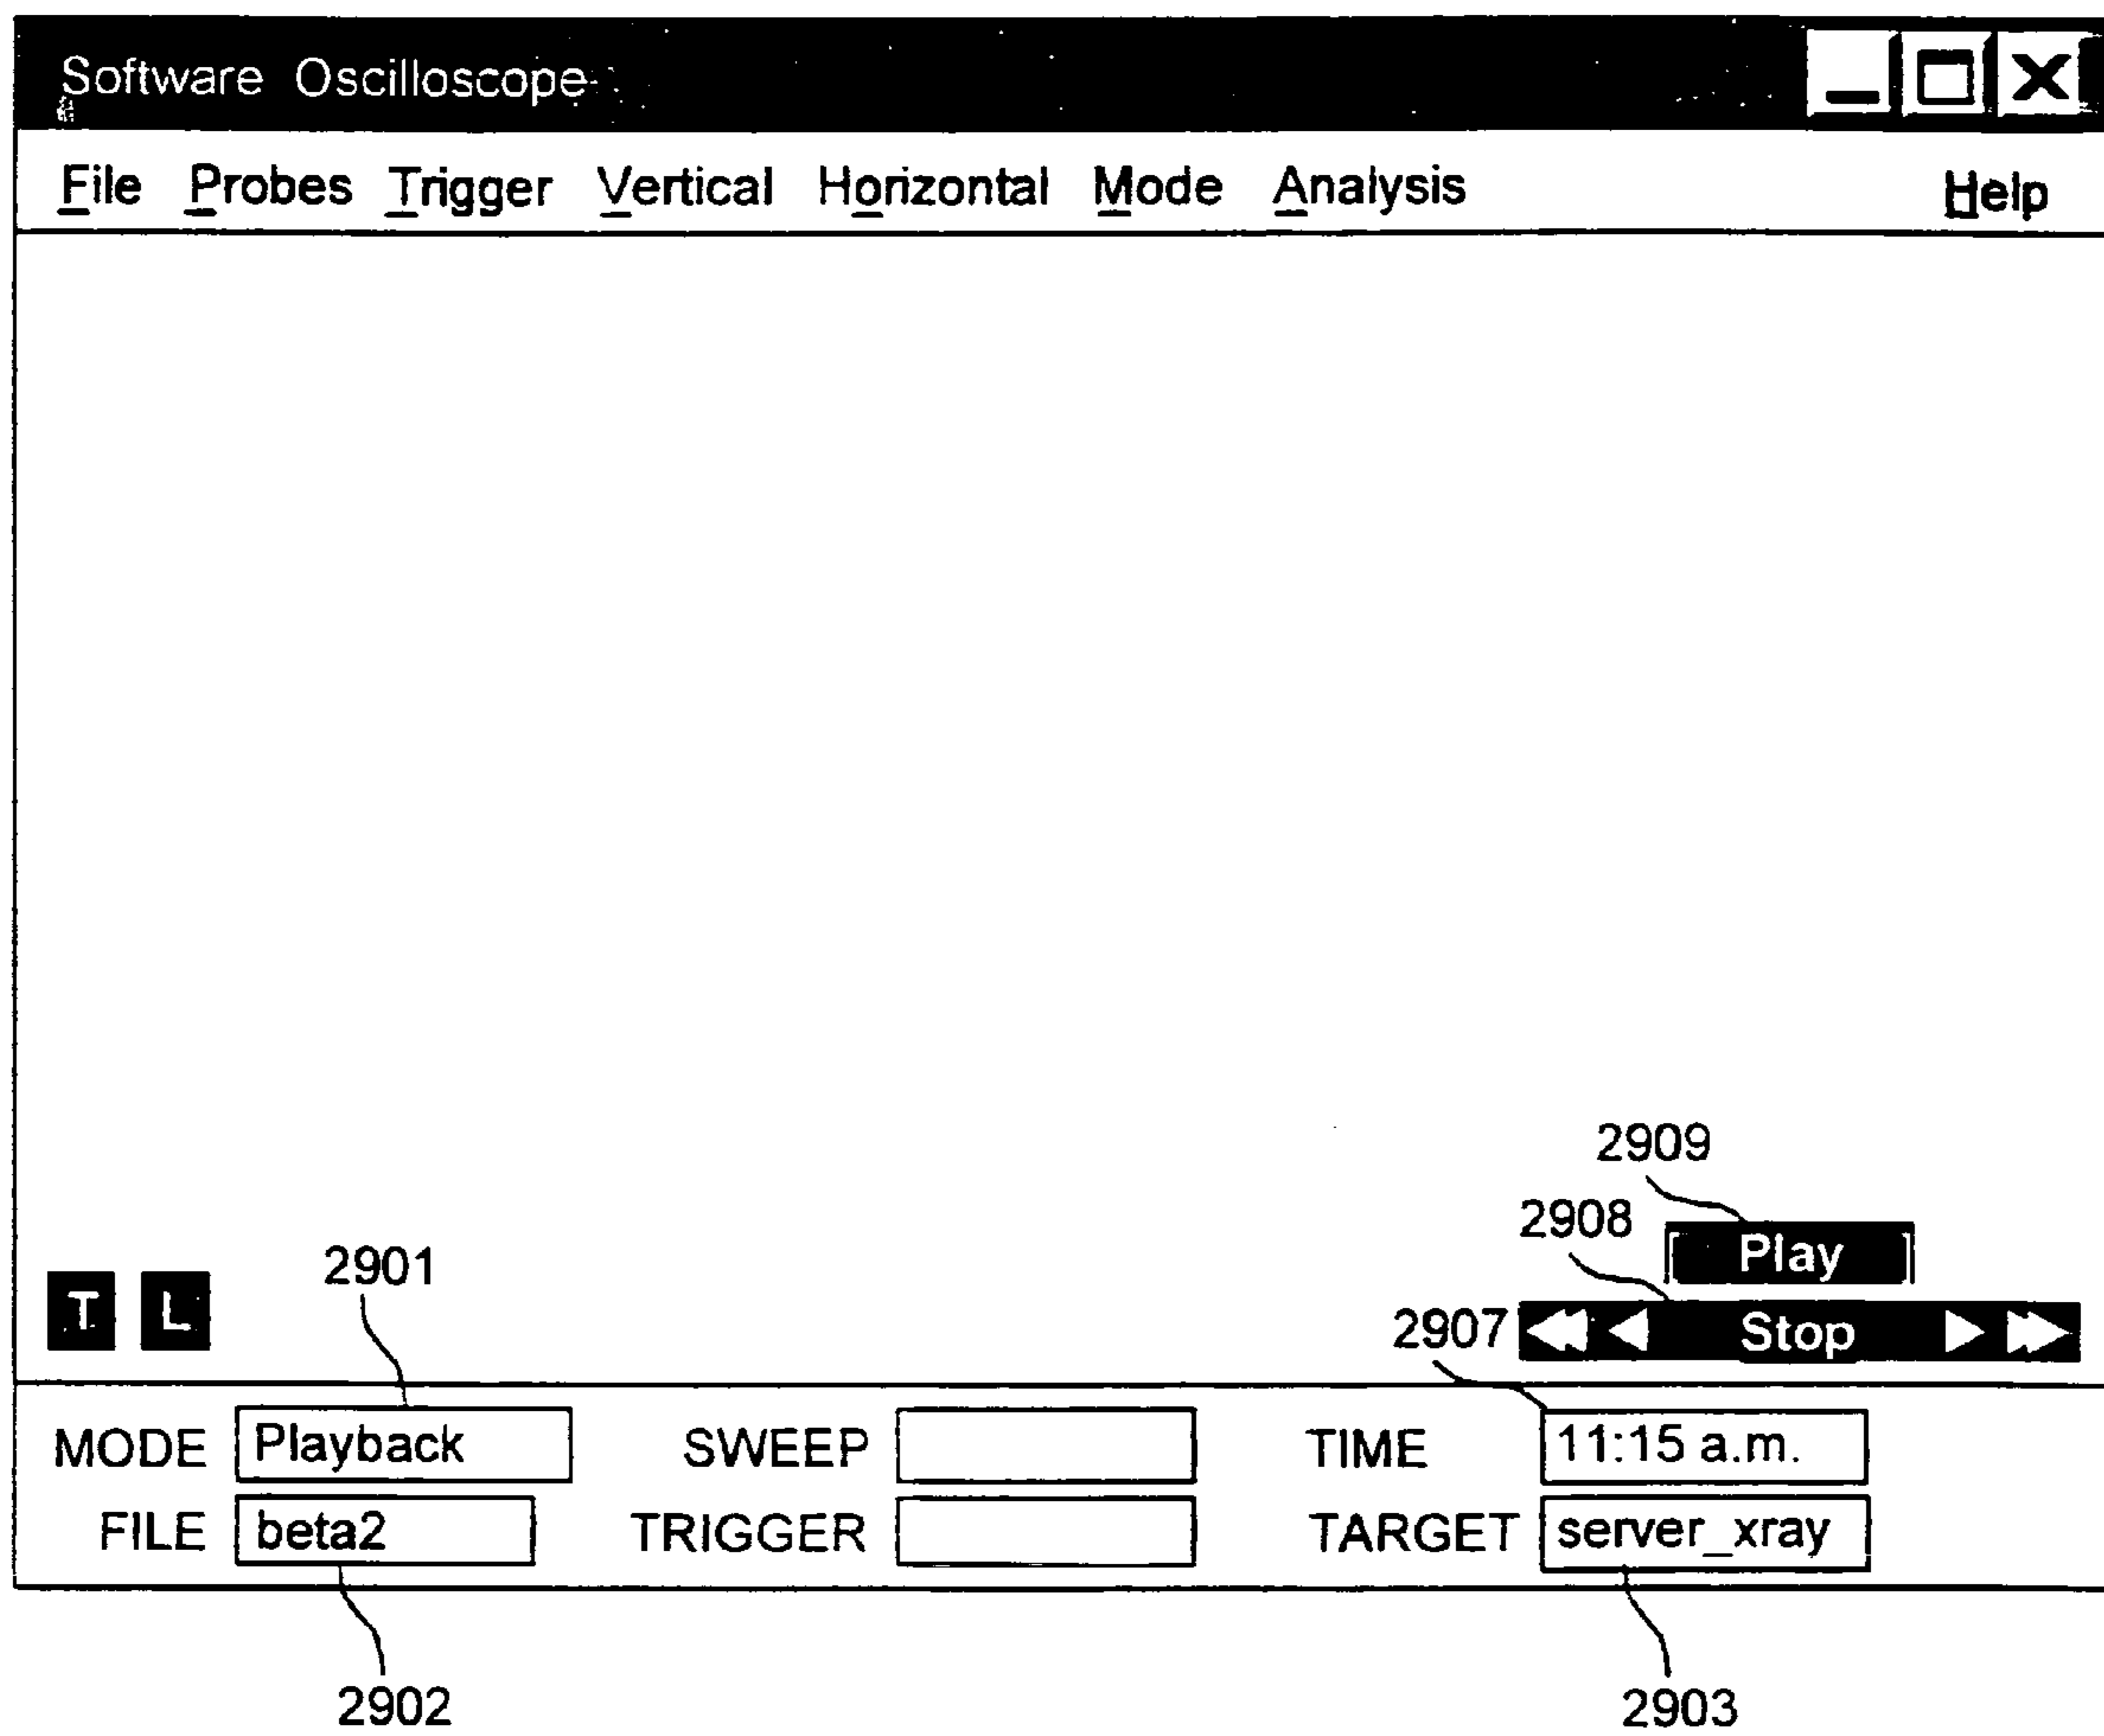 Software Oscilloscope
File Probes Trigger Vertical Horizontal Mode Analysis Help
2909
2908
Play
2901
T L
2907
Stop
MODE Playback SWEEP TIME 11:15 a.m.
FILE beta2 TRIGGER TARGET server_xray
2902
2903